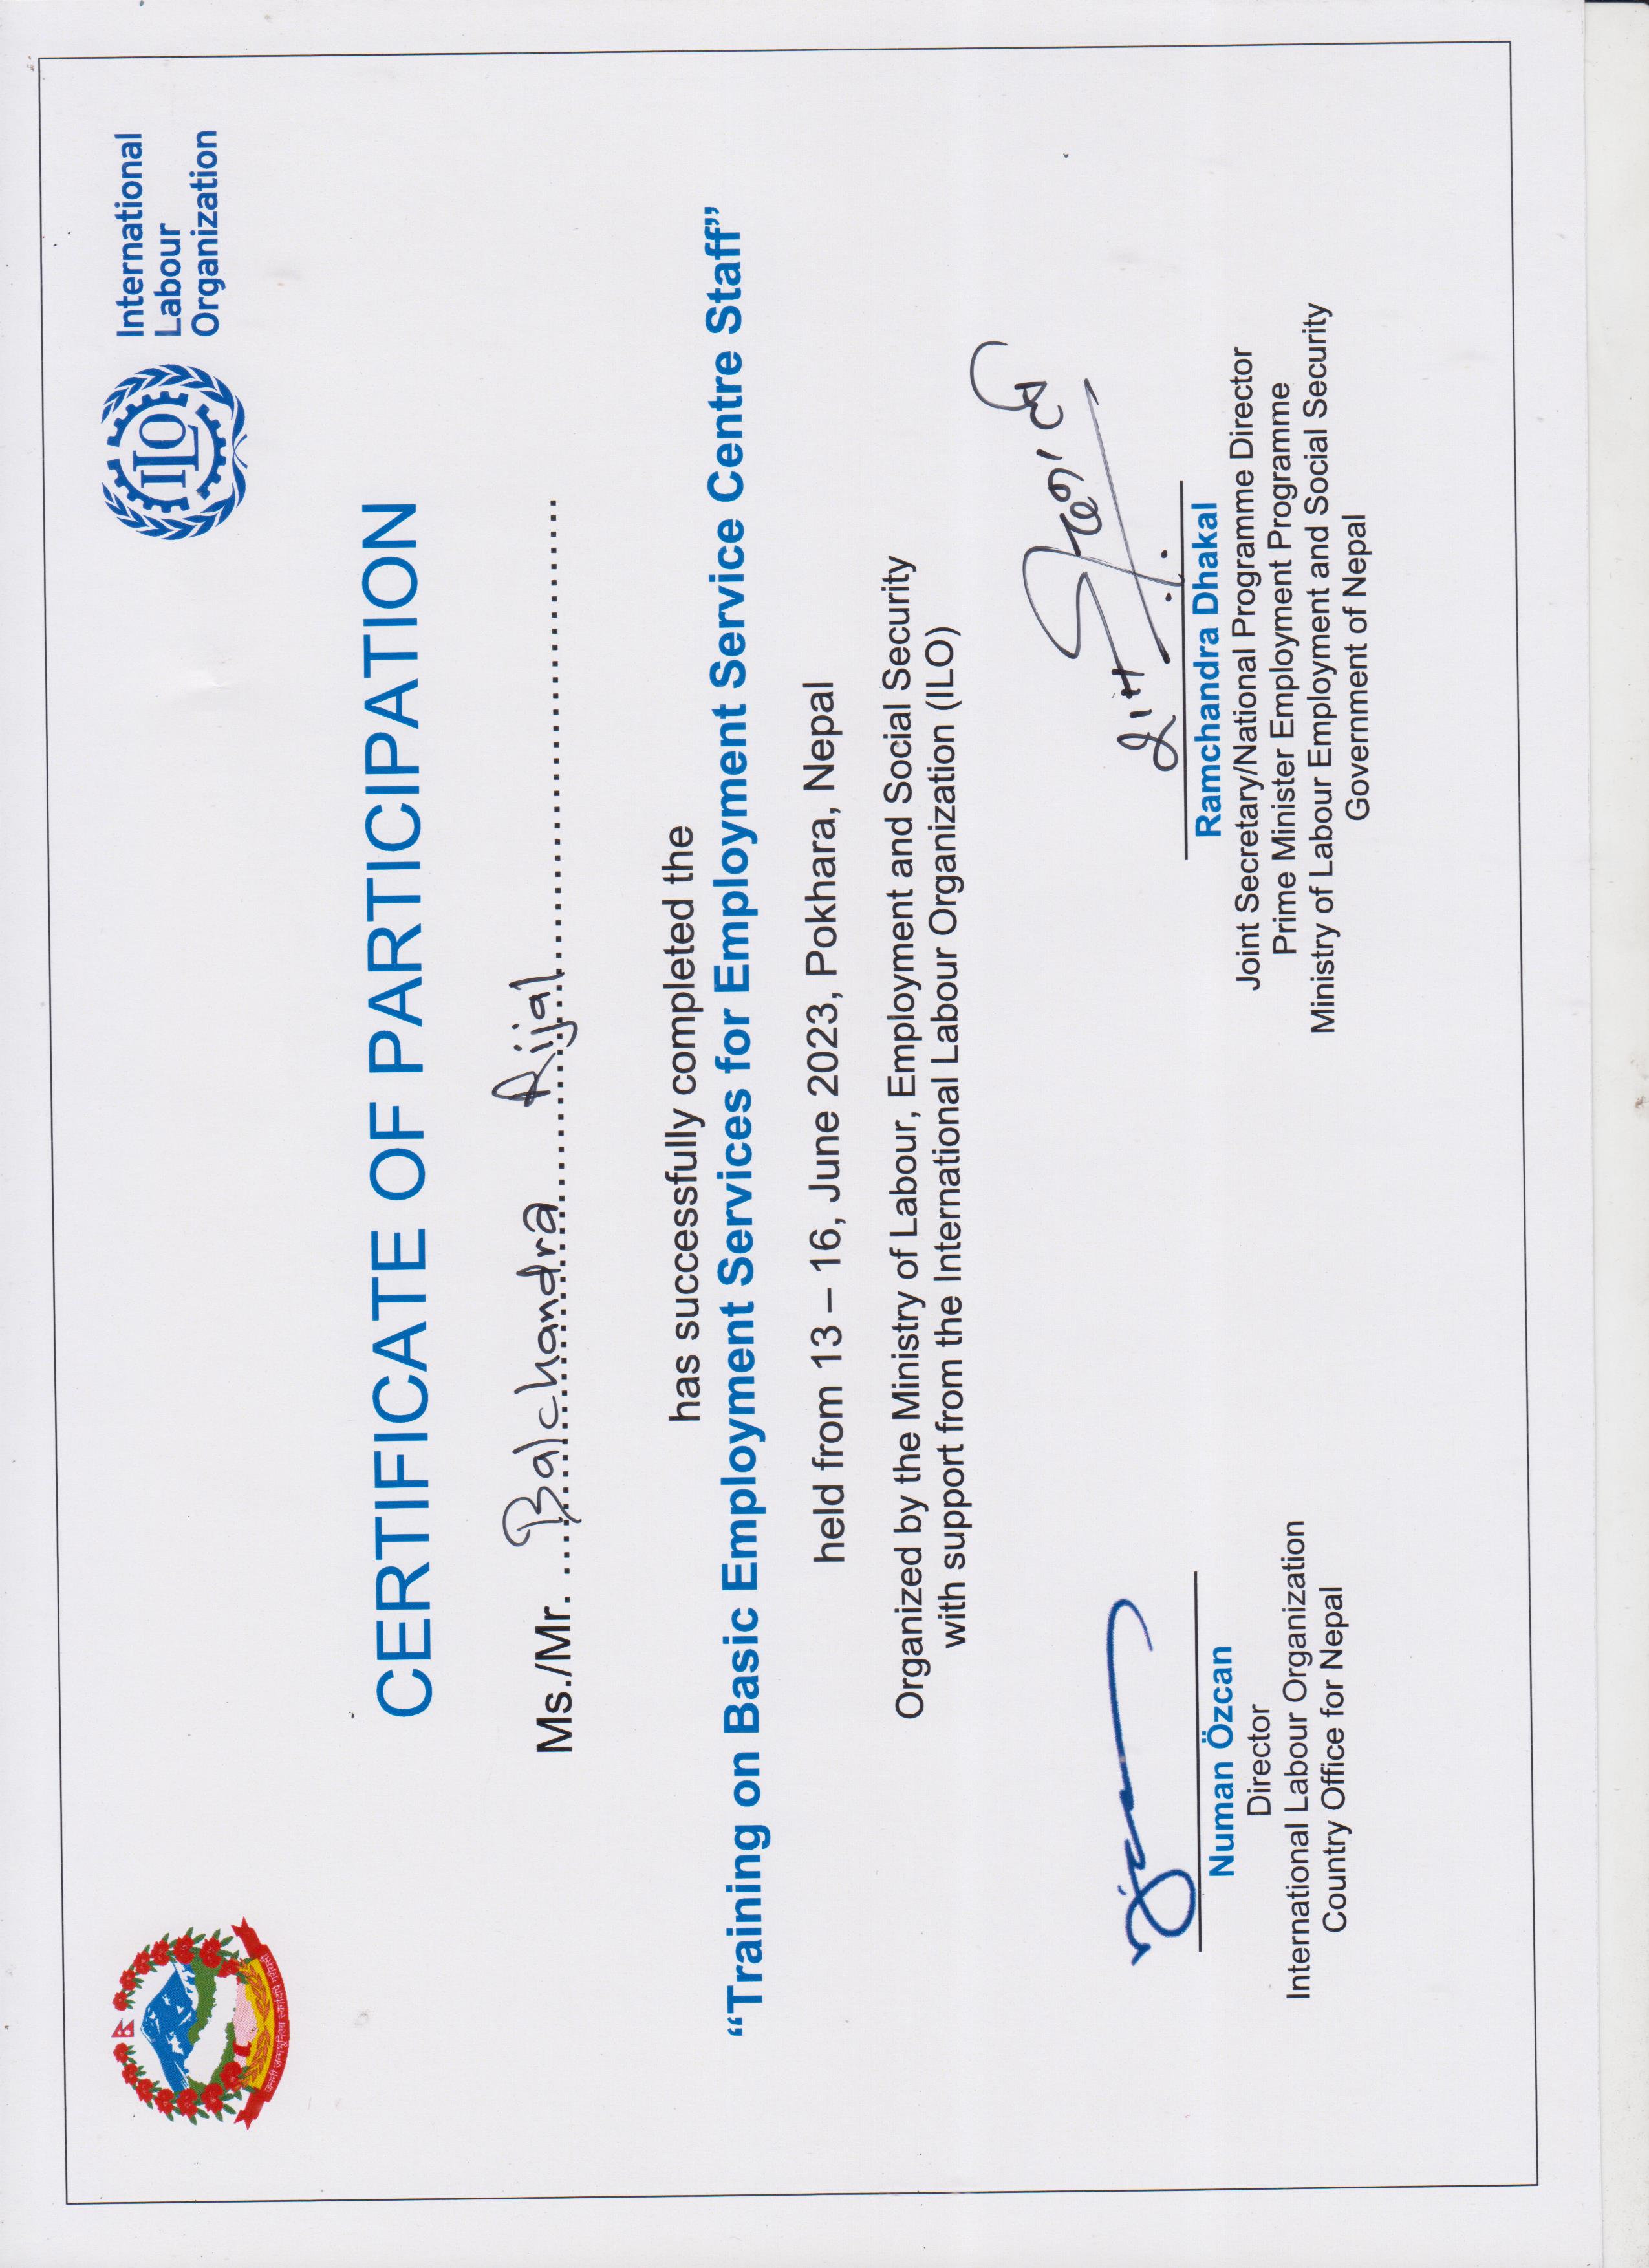 International
Labour
Organization
ILO
CERTIFICATE OF PARTICIPATION
Ms./Mr. Balchandra Rijal
has successfully completed the
“Training on Basic Employment Services for Employment Service Centre Staff”
held from 13 – 16, June 2023, Pokhara, Nepal
Organized by the Ministry of Labour, Employment and Social Security
with support from the International Labour Organization (ILO)
Numan Özcan
Director
International Labour Organization
Country Office for Nepal
Ramchandra Dhakal
Joint Secretary/National Programme Director
Prime Minister Employment Programme
Ministry of Labour Employment and Social Security
Government of Nepal